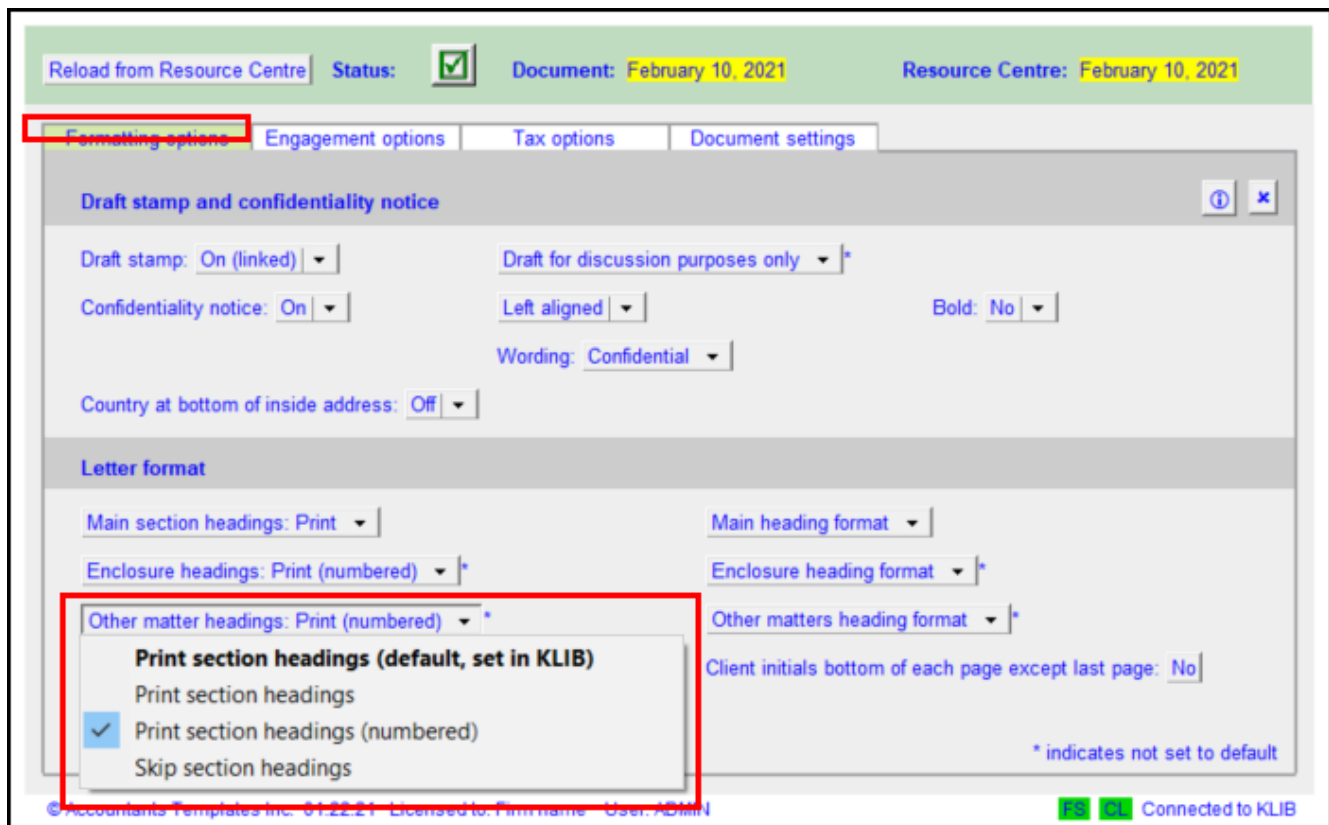 Reload from Resource Centre Status: Document: February 10, 2021 Resource Centre: February 10, 2021
Formatting options Engagement options Tax options Document settings
Draft stamp and confidentiality notice
Draft stamp: On (linked) Draft for discussion purposes only *
Confidentiality notice: On Left aligned Bold: No
Wording: Confidential
Country at bottom of inside address: Off
Letter format
Main section headings: Print Main heading format
Enclosure headings: Print (numbered) * Enclosure heading format *
Other matter headings: Print (numbered) * Other matters heading format *
Print section headings (default, set in KLIB)
Client initials bottom of each page except last page: No
Print section headings
Print section headings (numbered)
Skip section headings
* indicates not set to default
© Accountants Templates Inc. 01.22.21 Licensed to: Firm name User: ADMIN FS CL Connected to KLIB